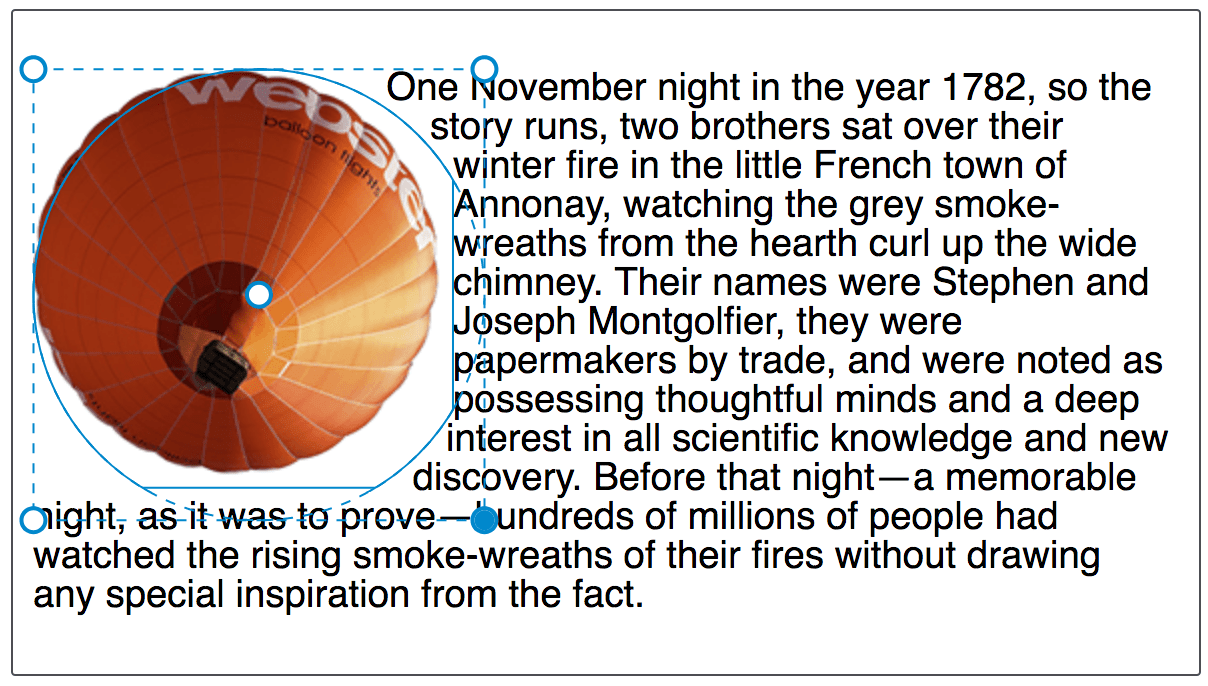 webster
balloon flights
One November night in the year 1782, so the
story runs, two brothers sat over their
winter fire in the little French town of
Annonay, watching the grey smoke-
wreaths from the hearth curl up the wide
chimney. Their names were Stephen and
Joseph Montgolfier, they were
papermakers by trade, and were noted as
possessing thoughtful minds and a deep
interest in all scientific knowledge and new
discovery. Before that night—a memorable
night, as it was to prove—hundreds of millions of people had
watched the rising smoke-wreaths of their fires without drawing
any special inspiration from the fact.